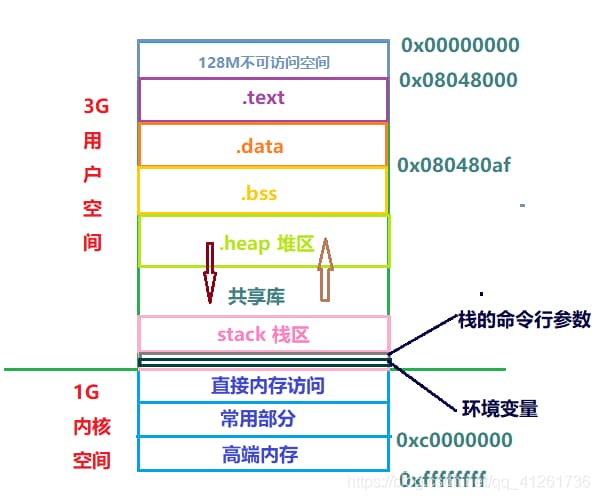 0x00000000
128M不可访问空间
0x08048000
.text
3G
用
户
空
间
.data
0x080480af
.bss
.heap 堆区
共享库
stack 栈区
栈的命令行参数
1G
内核
空间
直接内存访问
常用部分
环境变量
0xc0000000
高端内存
0xffffffff
https://blog.csdn.net/qq_41261736